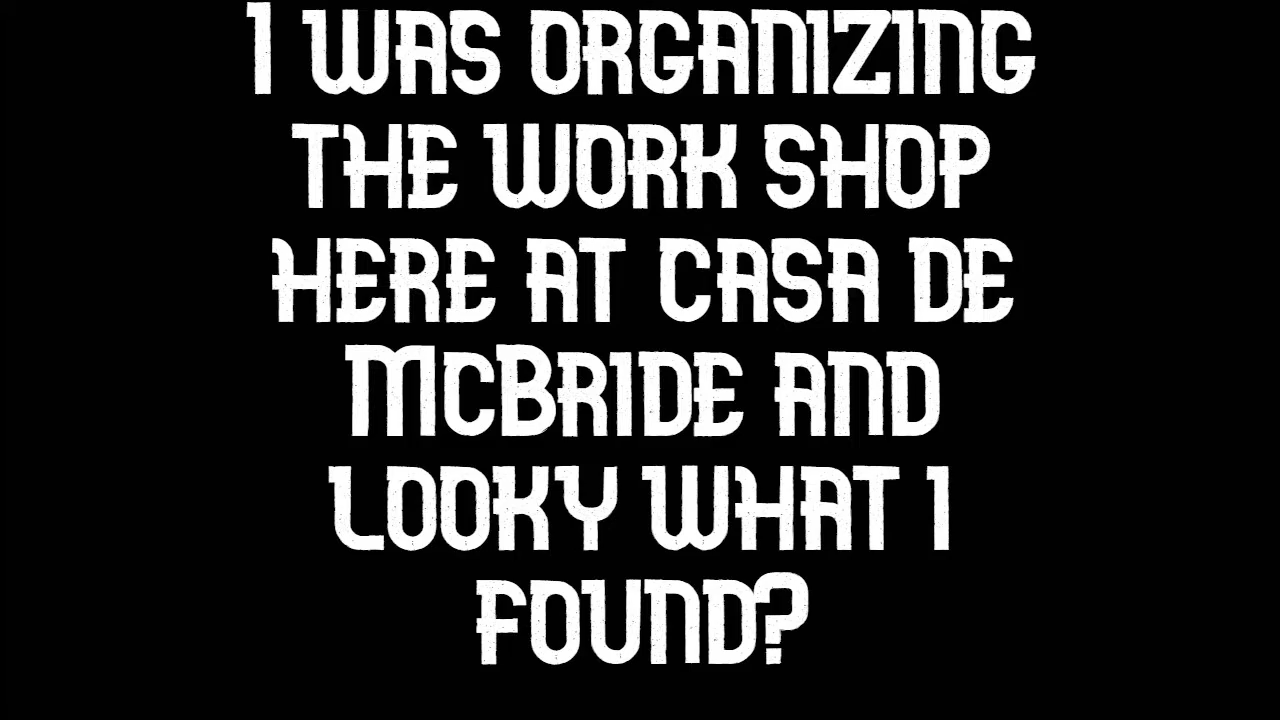 I was organizing
the work shop
here at casa de
McBride and
Looky what I
found?